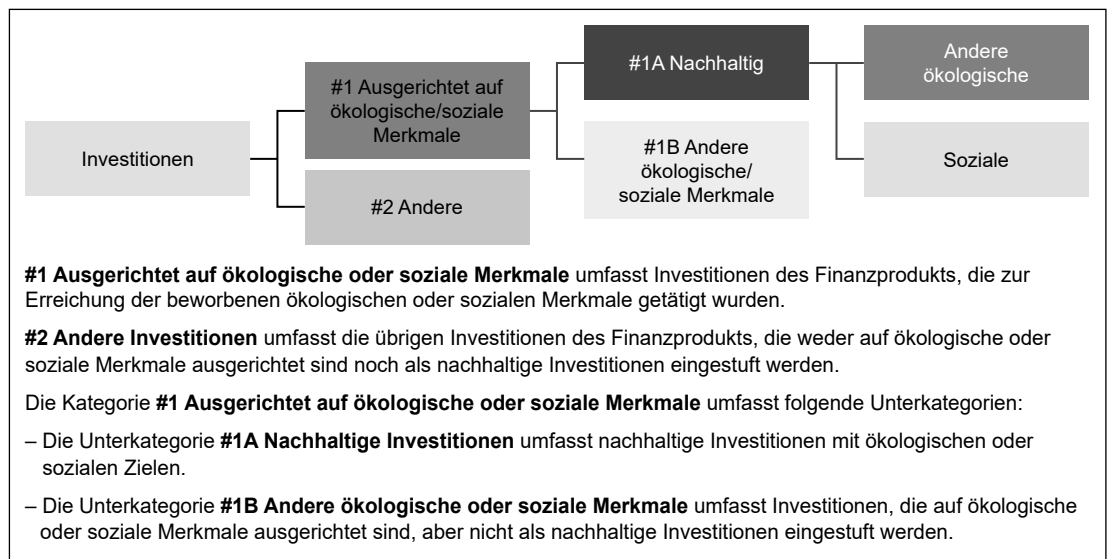 Investitionen
#1 Ausgerichtet auf
ökologische/soziale
Merkmale
#2 Andere
#1A Nachhaltig
#1B Andere
ökologische/
soziale Merkmale
Andere
ökologische
Soziale
#1 Ausgerichtet auf ökologische oder soziale Merkmale umfasst Investitionen des Finanzprodukts, die zur
Erreichung der beworbenen ökologischen oder sozialen Merkmale getätigt wurden.
#2 Andere Investitionen umfasst die übrigen Investitionen des Finanzprodukts, die weder auf ökologische oder
soziale Merkmale ausgerichtet sind noch als nachhaltige Investitionen eingestuft werden.
Die Kategorie #1 Ausgerichtet auf ökologische oder soziale Merkmale umfasst folgende Unterkategorien:
– Die Unterkategorie #1A Nachhaltige Investitionen umfasst nachhaltige Investitionen mit ökologischen oder
sozialen Zielen.
– Die Unterkategorie #1B Andere ökologische oder soziale Merkmale umfasst Investitionen, die auf ökologische
oder soziale Merkmale ausgerichtet sind, aber nicht als nachhaltige Investitionen eingestuft werden.